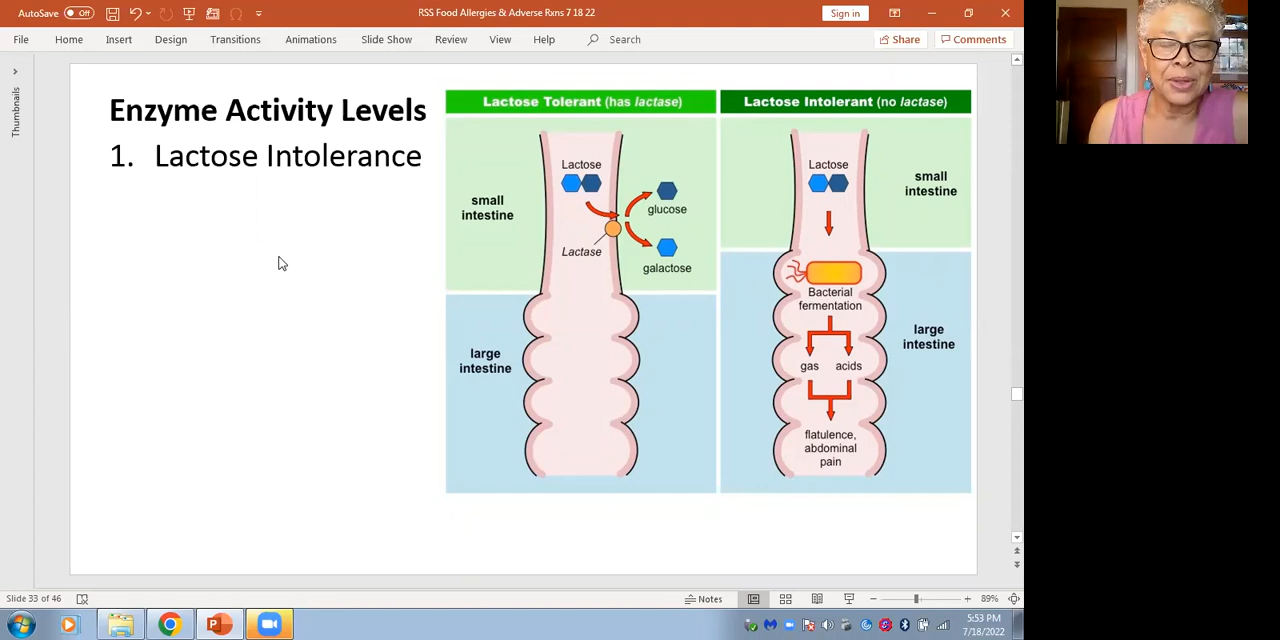 AutoSave Off
RSS Food Allergies & Adverse Rxns 7 18 22
Sign in
File Home Insert Design Transitions Animations Slide Show Review View Help Search Share Comments
Thumbnails
Enzyme Activity Levels
1. Lactose Intolerance
Lactose Tolerant (has lactase)
Lactose
small
intestine
glucose
Lactase
galactose
large
intestine
Lactose Intolerant (no lactase)
Lactose
small
intestine
Bacterial
fermentation
large
intestine
gas acids
flatulence,
abdominal
pain
Slide 33 of 46
Notes
89%
5:53 PM
7/18/2022